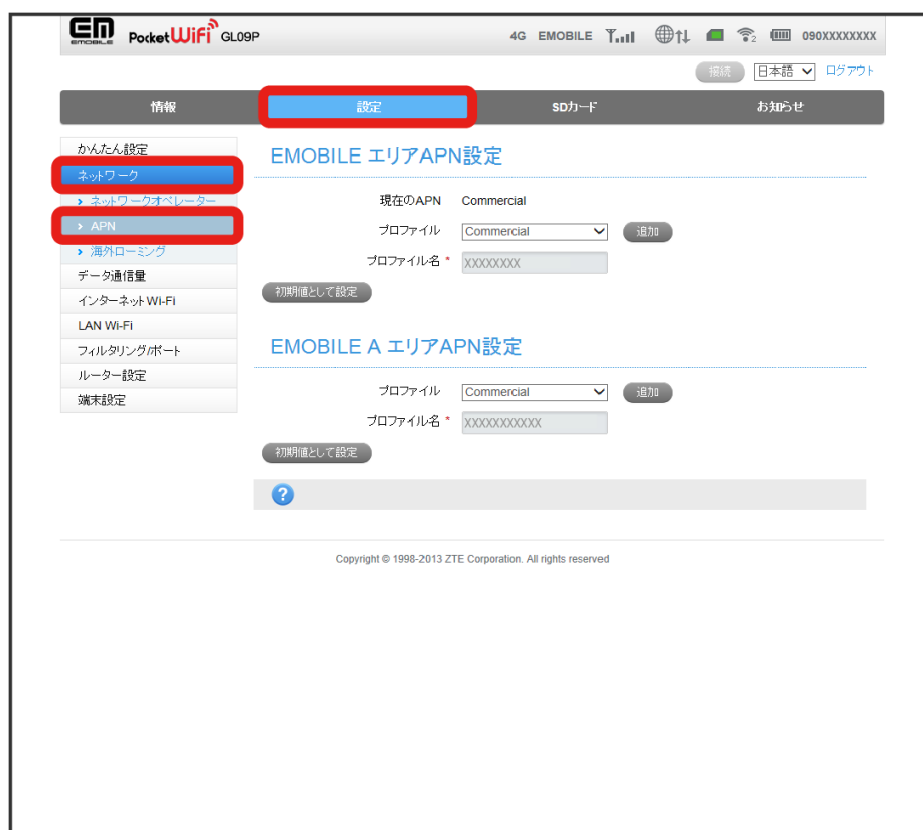 EM EMOBILE PocketWiFi GL09P 4G EMOBILE 2 090XXXXXXXX
接続 日本語 ログアウト
情報 設定 SDカード お知らせ
かんたん設定
ネットワーク
› ネットワークオペレーター
› APN
› 海外ローミング
データ通信量
インターネットWi-Fi
LAN Wi-Fi
フィルタリング/ポート
ルーター設定
端末設定
EMOBILE エリアAPN設定
現在のAPN Commercial
プロファイル Commercial 追加
プロファイル名 * XXXXXXXX
初期値として設定
EMOBILE A エリアAPN設定
プロファイル Commercial 追加
プロファイル名 * XXXXXXXXXXX
初期値として設定
?
Copyright © 1998-2013 ZTE Corporation. All rights reserved